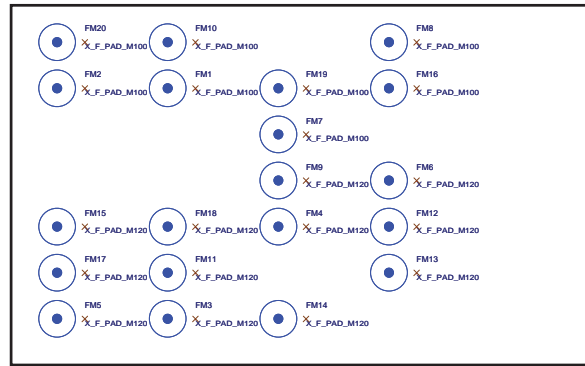 FM20 FM10 FM8
X_F_PAD_M100 X_F_PAD_M100 X_F_PAD_M100
FM2 FM1 FM19 FM16
X_F_PAD_M100 X_F_PAD_M100 X_F_PAD_M100 X_F_PAD_M100
FM7
X_F_PAD_M100
FM9 FM6
X_F_PAD_M120 X_F_PAD_M120
FM15 FM18 FM4 FM12
X_F_PAD_M120 X_F_PAD_M120 X_F_PAD_M120 X_F_PAD_M120
FM17 FM11 FM13
X_F_PAD_M120 X_F_PAD_M120 X_F_PAD_M120
FM5 FM3 FM14
X_F_PAD_M120 X_F_PAD_M120 X_F_PAD_M120